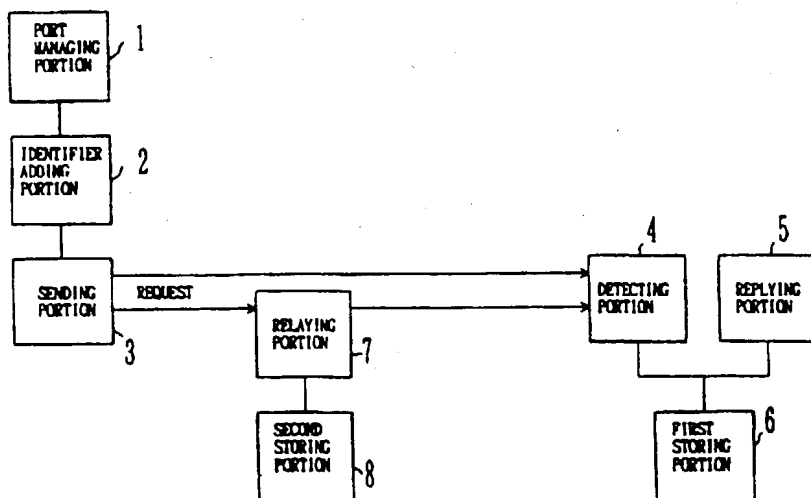 PORT
MANAGING
PORTION
1
IDENTIFIER
ADDING
PORTION
2
SENDING
PORTION
3
REQUEST
RELAYING
PORTION
7
SECOND
STORING
PORTION
8
DETECTING
PORTION
4
REPLYING
PORTION
5
FIRST
STORING
PORTION
6